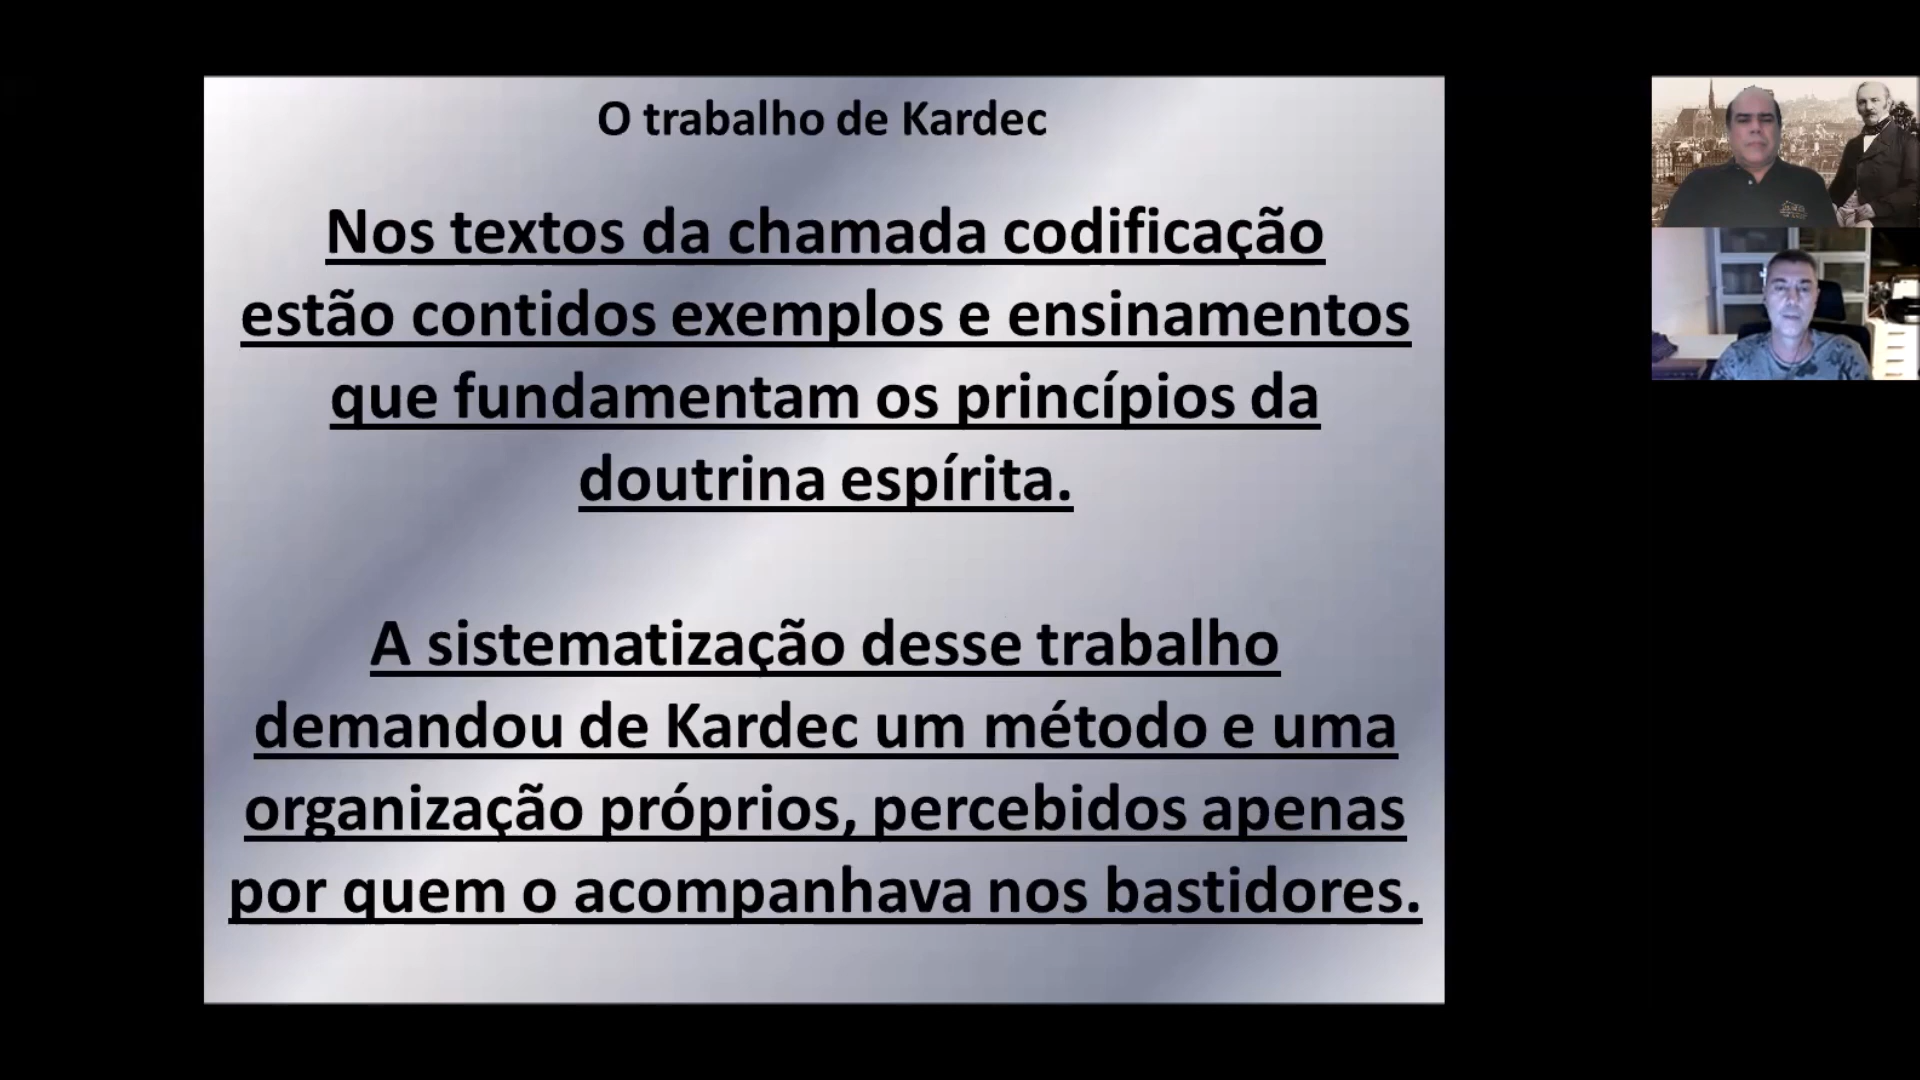 O trabalho de Kardec
Nos textos da chamada codificação
estão contidos exemplos e ensinamentos
que fundamentam os princípios da
doutrina espírita.
A sistematização desse trabalho
demandou de Kardec um método e uma
organização próprios, percebidos apenas
por quem o acompanhava nos bastidores.